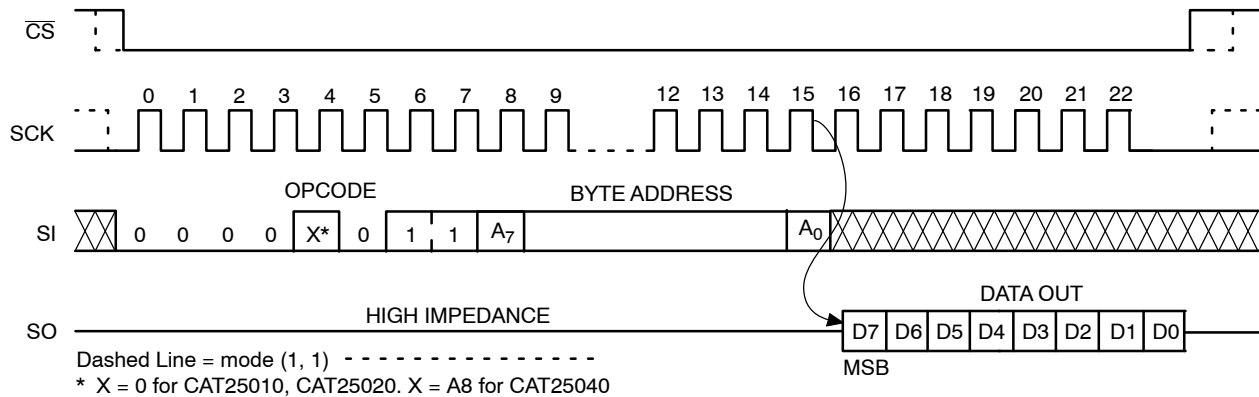 CS
0 1 2 3 4 5 6 7 8 9 12 13 14 15 16 17 18 19 20 21 22
SCK
OPCODE BYTE ADDRESS
SI 0 0 0 0 X* 0 1 1 A7 A0
DATA OUT
HIGH IMPEDANCE
SO D7 D6 D5 D4 D3 D2 D1 D0
MSB
Dashed Line = mode (1, 1)
* X = 0 for CAT25010, CAT25020. X = A8 for CAT25040